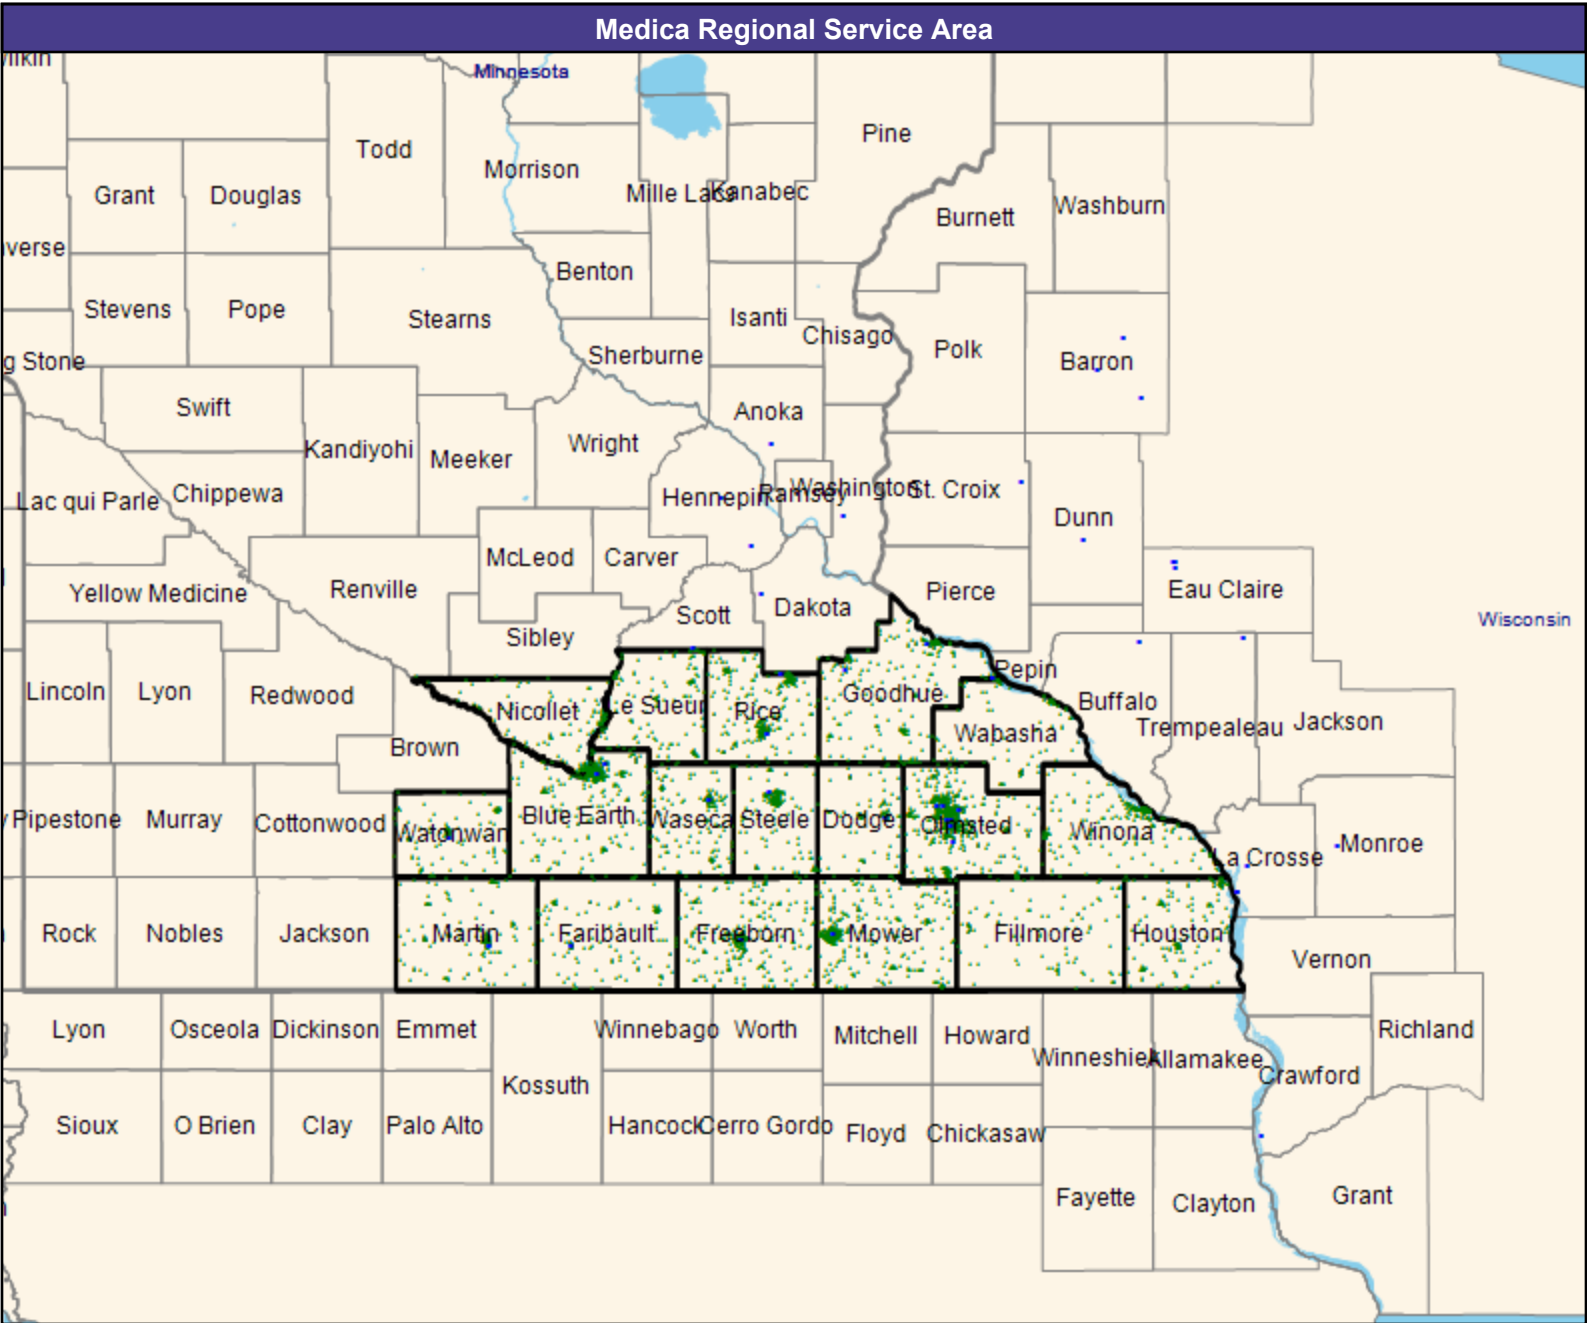 Medica Regional Service Area
Minnesota
Todd
Pine
Morrison
Grant
Douglas
Mille Lacs
Kanabec
Burnett
Washburn
verse
Benton
Stevens
Pope
Stearns
Isanti
Chisago
Polk
Barron
Sherburne
g Stone
Swift
Anoka
Kandiyohi
Meeker
Wright
Lac qui Parle
Chippewa
Hennepin
Ramsey
Washington
St. Croix
Dunn
McLeod
Carver
Yellow Medicine
Renville
Scott
Dakota
Pierce
Eau Claire
Wisconsin
Sibley
Pepin
Lincoln
Lyon
Redwood
Nicollet
Le Sueur
Rice
Goodhue
Buffalo
Trempealeau
Jackson
Brown
Wabasha
Pipestone
Murray
Cottonwood
Watonwan
Blue Earth
Waseca
Steele
Dodge
Olmsted
Winona
La Crosse
Monroe
Rock
Nobles
Jackson
Martin
Faribault
Freeborn
Mower
Fillmore
Houston
Vernon
Lyon
Osceola
Dickinson
Emmet
Winnebago
Worth
Mitchell
Howard
Richland
Winneshiek
Allamakee
Crawford
Kossuth
Sioux
O Brien
Clay
Palo Alto
Hancock
Cerro Gordo
Floyd
Chickasaw
Fayette
Clayton
Grant